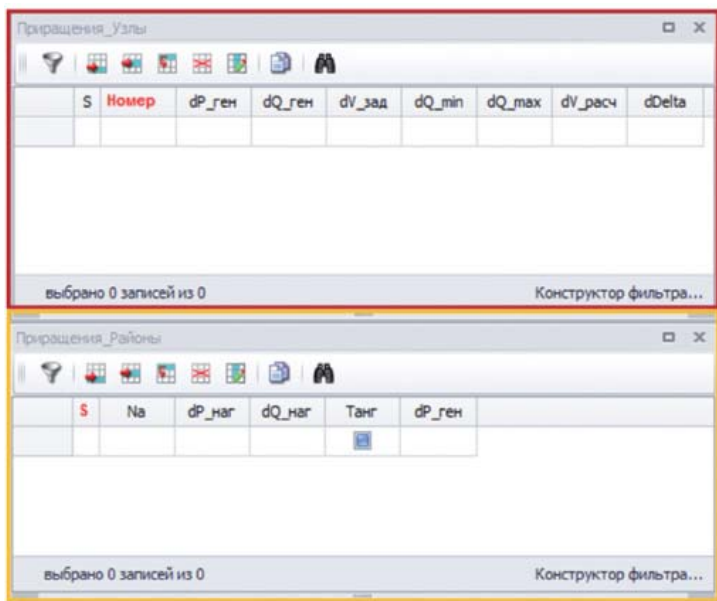 Приращения_Узлы
S Номер dP_ген dQ_ген dV_зад dQ_min dQ_max dV_расч dDelta
выбрано 0 записей из 0 Конструктор фильтра...
Приращения_Районы
S Na dP_наг dQ_наг Танг dP_ген
выбрано 0 записей из 0 Конструктор фильтра...